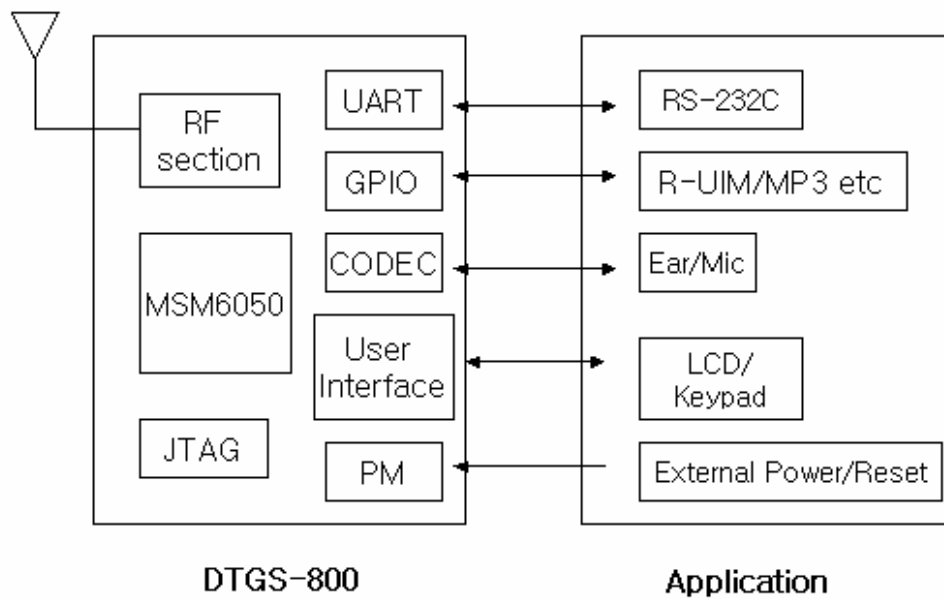 RF
section
MSM6050
JTAG
UART
GPIO
CODEC
User
Interface
PM
RS-232C
R-UIM/MP3 etc
Ear/Mic
LCD/
Keypad
External Power/Reset
DTGS-800
Application